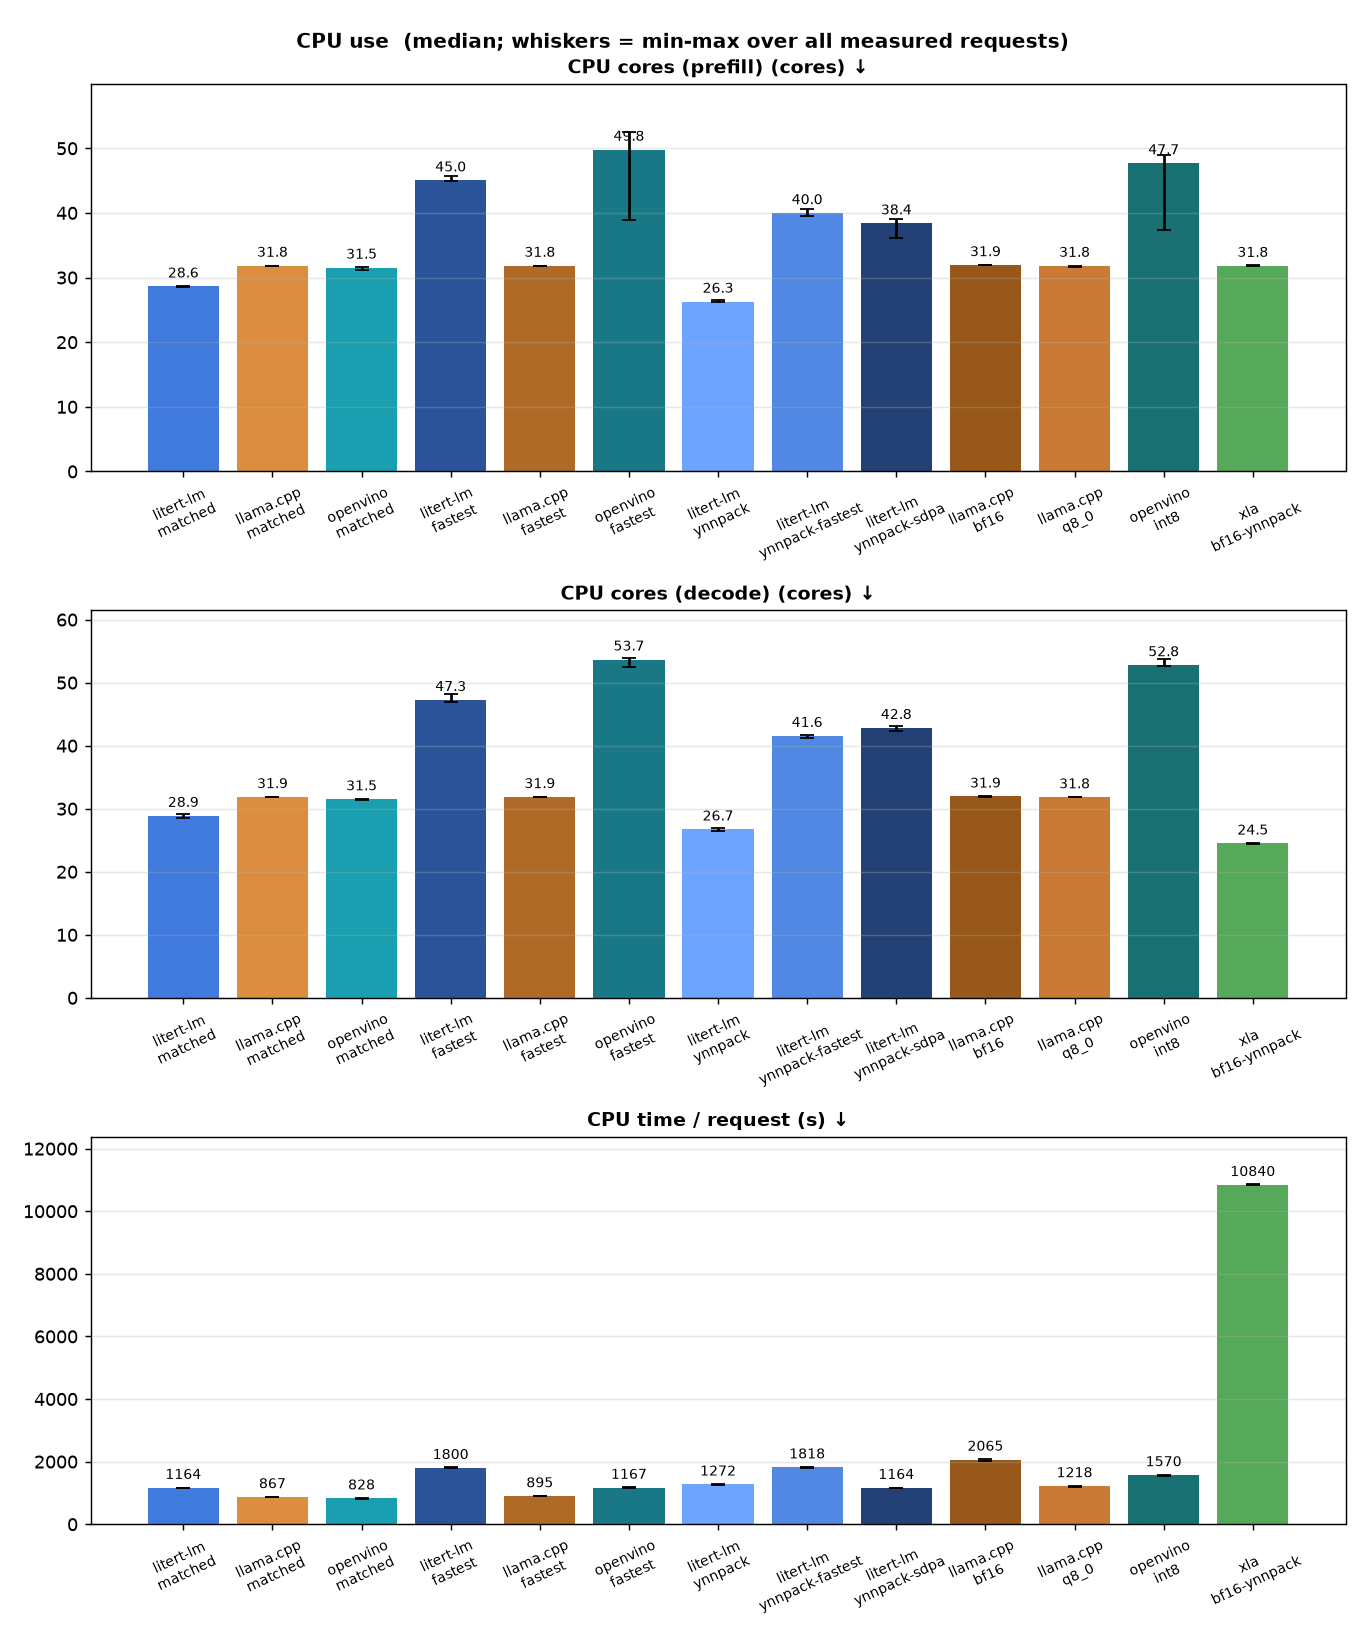 CPU use  (median; whiskers = min-max over all measured requests)
CPU cores (prefill) (cores) ↓
50
40
30
20
10
0
28.6
31.8
31.5
45.0
31.8
49.8
26.3
40.0
38.4
31.9
31.8
47.7
31.8
litert-lm
matched
llama.cpp
matched
openvino
matched
litert-lm
fastest
llama.cpp
fastest
openvino
fastest
litert-lm
ynnpack
litert-lm
ynnpack-fastest
litert-lm
ynnpack-sdpa
llama.cpp
bf16
llama.cpp
q8_0
openvino
int8
xla
bf16-ynnpack
CPU cores (decode) (cores) ↓
60
50
40
30
20
10
0
28.9
31.9
31.5
47.3
31.9
53.7
26.7
41.6
42.8
31.9
31.8
52.8
24.5
litert-lm
matched
llama.cpp
matched
openvino
matched
litert-lm
fastest
llama.cpp
fastest
openvino
fastest
litert-lm
ynnpack
litert-lm
ynnpack-fastest
litert-lm
ynnpack-sdpa
llama.cpp
bf16
llama.cpp
q8_0
openvino
int8
xla
bf16-ynnpack
CPU time / request (s) ↓
12000
10000
8000
6000
4000
2000
0
1164
867
828
1800
895
1167
1272
1818
1164
2065
1218
1570
10840
litert-lm
matched
llama.cpp
matched
openvino
matched
litert-lm
fastest
llama.cpp
fastest
openvino
fastest
litert-lm
ynnpack
litert-lm
ynnpack-fastest
litert-lm
ynnpack-sdpa
llama.cpp
bf16
llama.cpp
q8_0
openvino
int8
xla
bf16-ynnpack